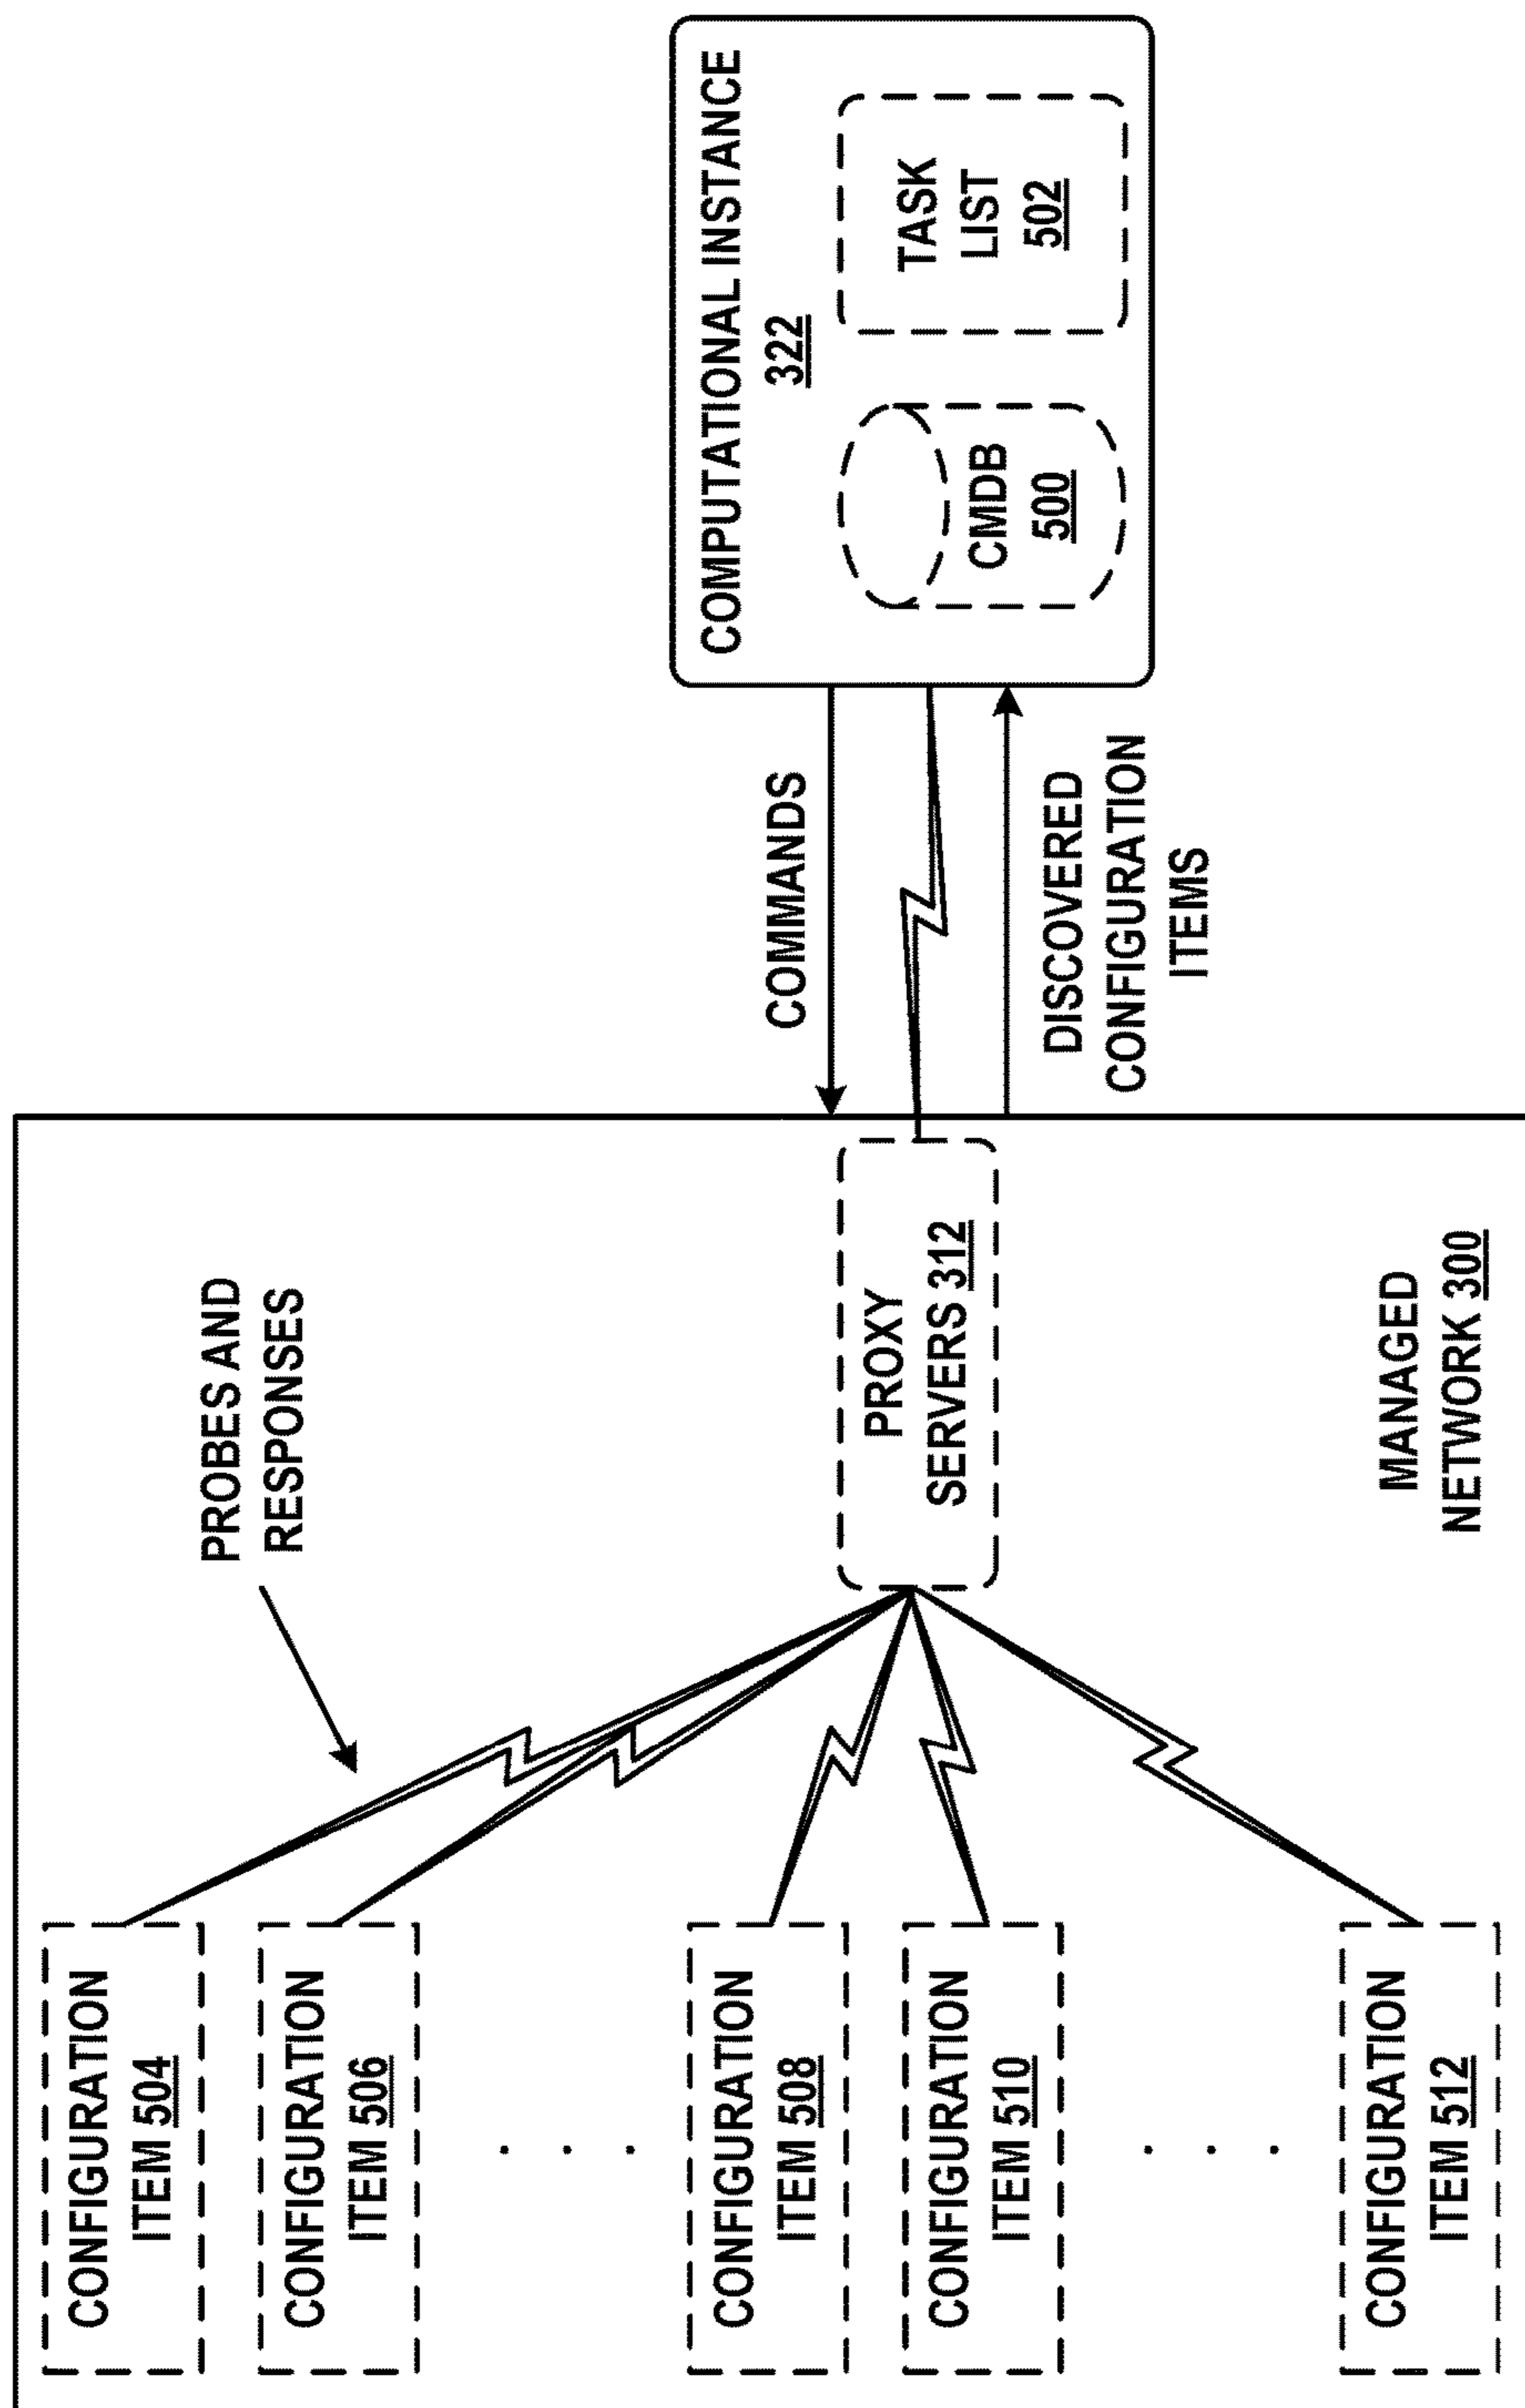 COMPUTATIONAL INSTANCE
322
CMDB
500
TASK
LIST
502
COMMANDS
DISCOVERED
CONFIGURATION
ITEMS
PROBES AND
RESPONSES
PROXY
SERVERS 312
MANAGED
NETWORK 300
CONFIGURATION
ITEM 504
CONFIGURATION
ITEM 506
. . .
CONFIGURATION
ITEM 508
CONFIGURATION
ITEM 510
. . .
CONFIGURATION
ITEM 512